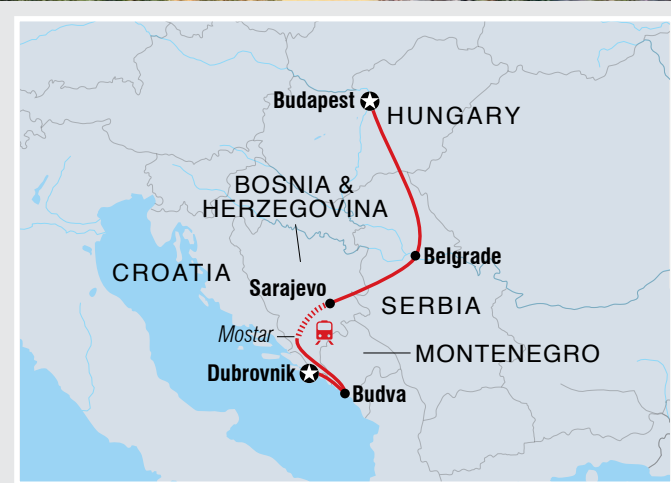 Budapest
HUNGARY
BOSNIA &
HERZEGOVINA
Belgrade
CROATIA
Sarajevo
SERBIA
Mostar
MONTENEGRO
Dubrovnik
Budva